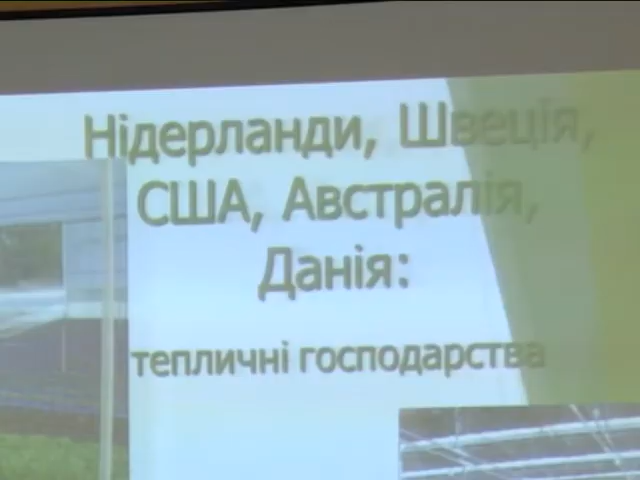 Нідерланди, Швеція,
США, Австралія,
Данія:
тепличні господарства